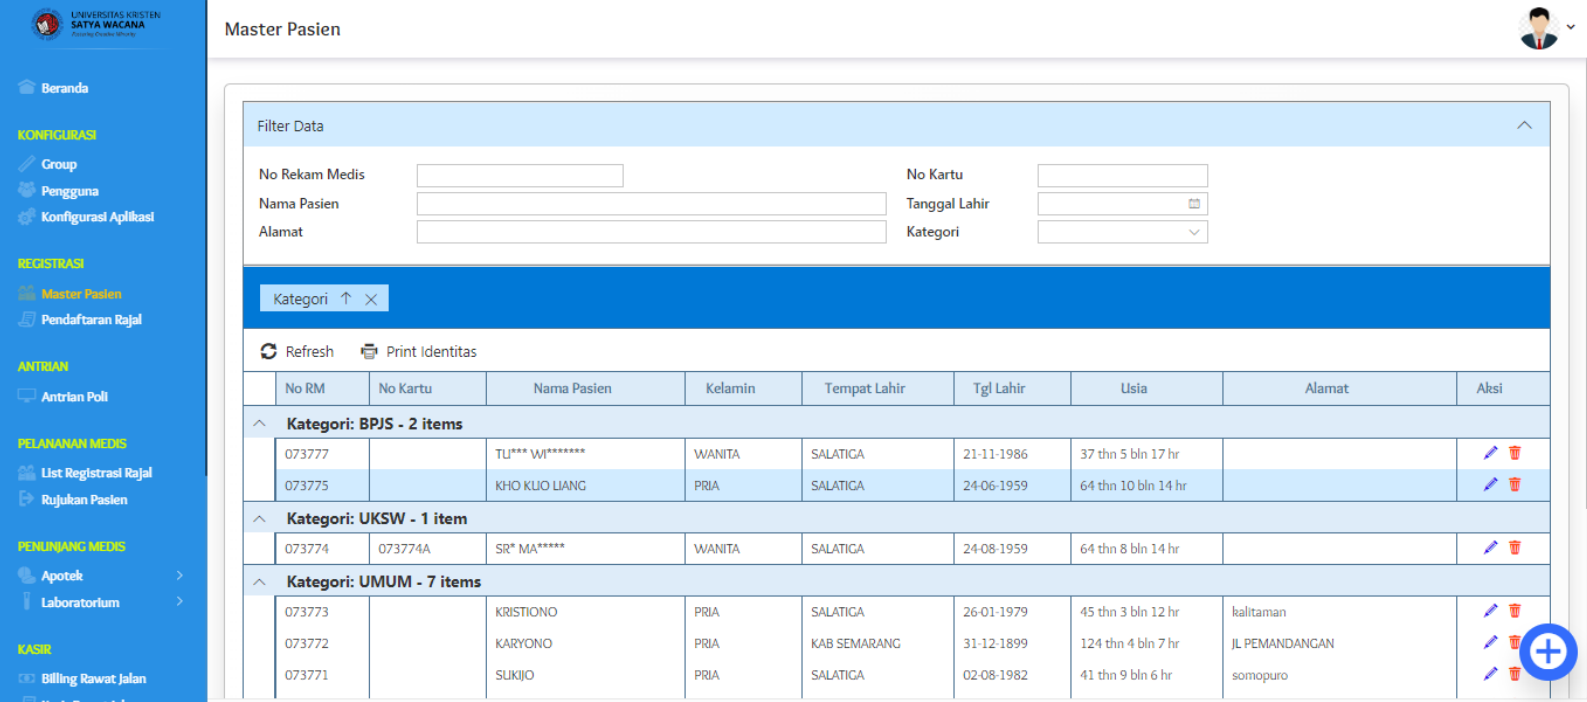 UNIVERSITAS KRISTEN
SATYA WACANA
Master Pasien
Beranda
KONFIGURASI
Group
Pengguna
Konfigurasi Aplikasi
REGISTRASI
Master Pasien
Pendaftaran Rajal
ANTRIAN
Antrian Poli
PELANANAN MEDIS
List Registrasi Rajal
Rujukan Pasien
PENUNJANG MEDIS
Apotek
Laboratorium
KASIR
Billing Rawat Jalan
Filter Data
No Rekam Medis
No Kartu
Nama Pasien
Tanggal Lahir
Alamat
Kategori
Kategori
Refresh Print Identitas
No RM No Kartu Nama Pasien Kelamin Tempat Lahir Tgl Lahir Usia Alamat Aksi
Kategori: BPJS - 2 items
073777 TU*** WI******* WANITA SALATIGA 21-11-1986 37 thn 5 bln 17 hr
073775 KHO KUO LIANG PRIA SALATIGA 24-06-1959 64 thn 10 bln 14 hr
Kategori: UKSW - 1 item
073774 073774A SR* MA***** WANITA SALATIGA 24-08-1959 64 thn 8 bln 14 hr
Kategori: UMUM - 7 items
073773 KRISTIONO PRIA SALATIGA 26-01-1979 45 thn 3 bln 12 hr kalitaman
073772 KARYONO PRIA KAB SEMARANG 31-12-1899 124 thn 4 bln 7 hr JL PEMANDANGAN
073771 SUKIJO PRIA SALATIGA 02-08-1982 41 thn 9 bln 6 hr somopuro